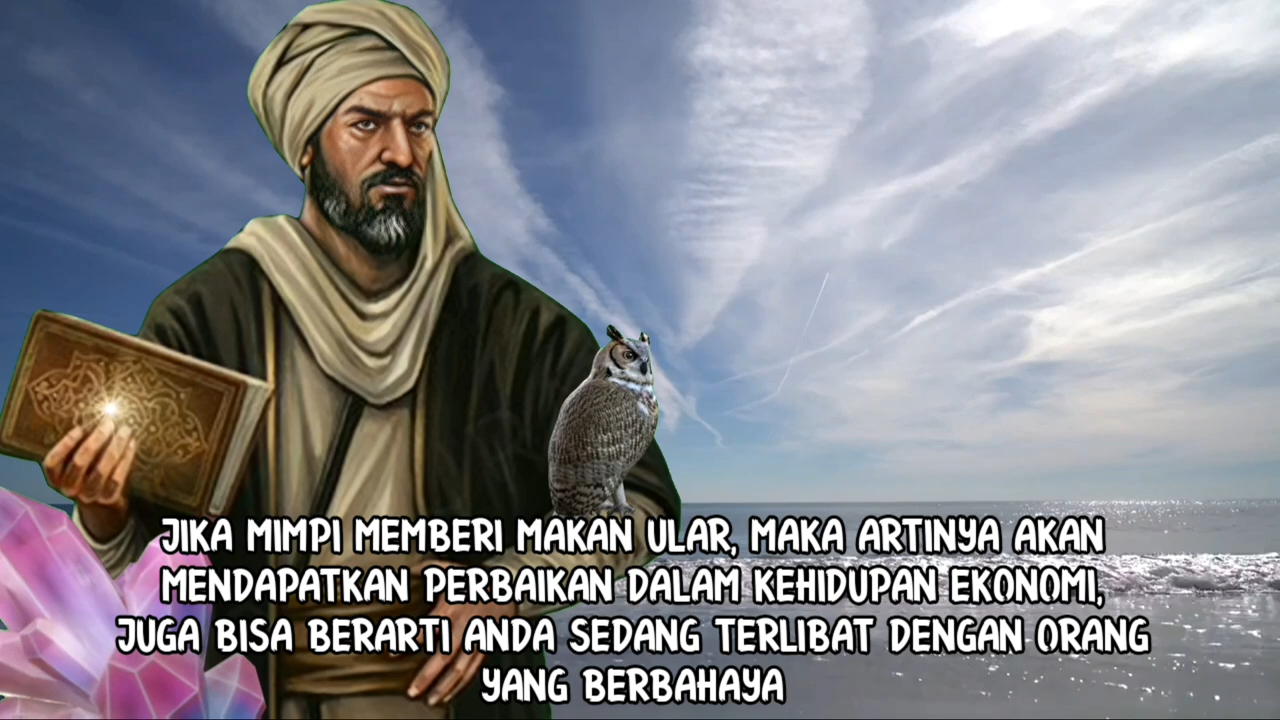 JIKA MIMPI MEMBERI MAKAN ULAR, MAKA ARTINYA AKAN
MENDAPATKAN PERBAIKAN DALAM KEHIDUPAN EKONOMI,
JUGA BISA BERARTI ANDA SEDANG TERLIBAT DENGAN ORANG
YANG BERBAHAYA